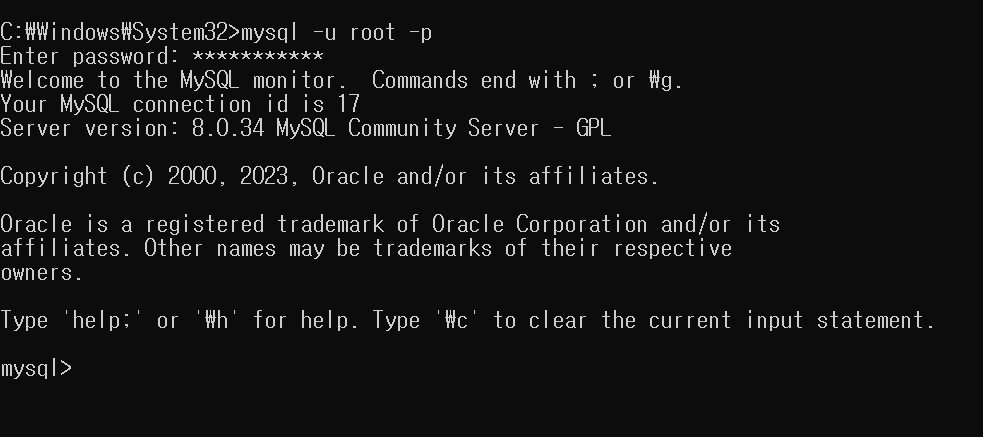 C:₩Windows₩System32>mysql -u root -p
Enter password: ***********
Welcome to the MySQL monitor.  Commands end with ; or ₩g.
Your MySQL connection id is 17
Server version: 8.0.34 MySQL Community Server - GPL
Copyright (c) 2000, 2023, Oracle and/or its affiliates.
Oracle is a registered trademark of Oracle Corporation and/or its
affiliates. Other names may be trademarks of their respective
owners.
Type 'help;' or '₩h' for help. Type '₩c' to clear the current input statement.
mysql>